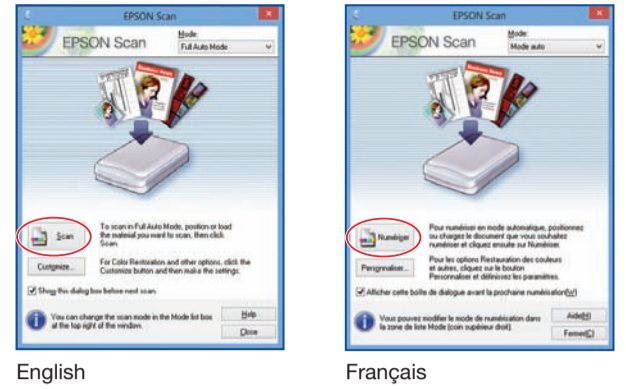 EPSON Scan
EPSON Scan
Mode:
Full Auto Mode
Business News
Scan
To scan in Full Auto Mode, position or load
the material you want to scan, then click
Scan.
Customize...
For Color Restoration and other options, click the
Customize button and then make the settings.
Show this dialog box before next scan.
You can change the scan mode in the Mode list box
at the top right of the window.
Help
Close
English
EPSON Scan
EPSON Scan
Mode:
Mode auto
Business News
Numériser
Pour numériser en mode automatique, positionnez
ou chargez le document que vous souhaitez
numériser et cliquez ensuite sur Numériser.
Personnaliser...
Pour les options Restauration des couleurs
et autres, cliquez sur le bouton
Personnaliser et définissez les paramètres.
Afficher cette boîte de dialogue avant la prochaine numérisation(W)
Vous pouvez modifier le mode de numérisation dans
la zone de liste Mode (coin supérieur droit).
Aide(H)
Fermer(C)
Français